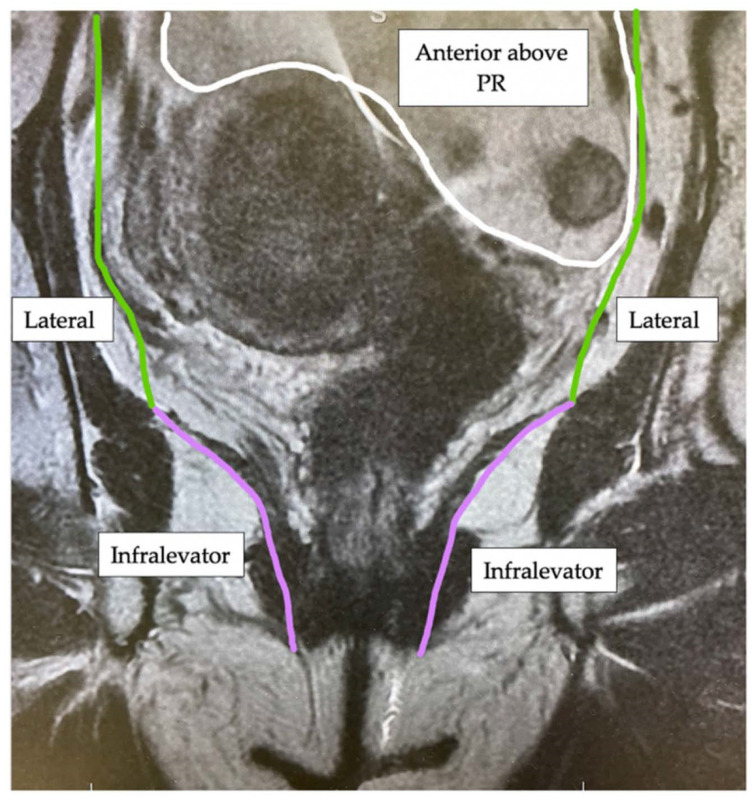 Anterior above
PR
Lateral
Lateral
Infralevator
Infralevator